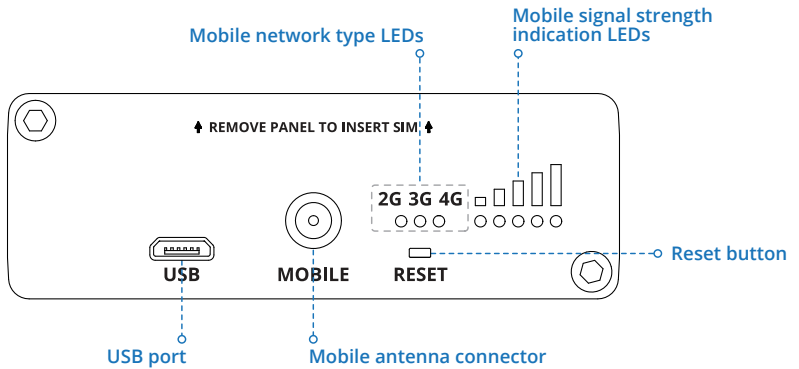 Mobile network type LEDs
Mobile signal strength
indication LEDs
REMOVE PANEL TO INSERT SIM
2G 3G 4G
USB
MOBILE
RESET
Reset button
USB port
Mobile antenna connector